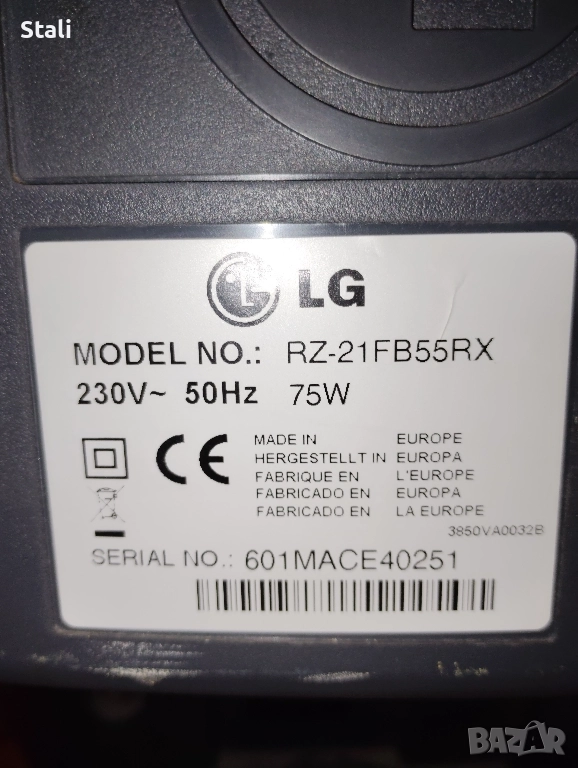 Stali
LG
MODEL NO.: RZ-21FB55RX
230V~ 50Hz 75W
CE
MADE IN EUROPE
HERGESTELLT IN EUROPA
FABRIQUE EN L'EUROPE
FABRICADO EN EUROPA
FABRICADO EN LA EUROPE
3850VA0032B
SERIAL NO.: 601MACE40251
BAZAR